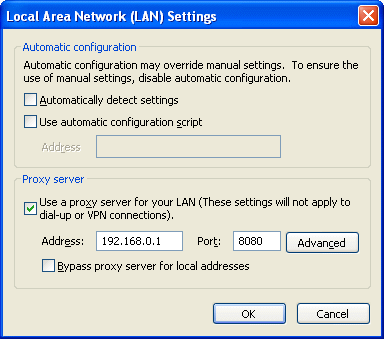 Local Area Network (LAN) Settings
Automatic configuration
Automatic configuration may override manual settings. To ensure the
use of manual settings, disable automatic configuration.
Automatically detect settings
Use automatic configuration script
Address
Proxy server
Use a proxy server for your LAN (These settings will not apply to
dial-up or VPN connections).
Address: 192.168.0.1 Port: 8080 Advanced
Bypass proxy server for local addresses
OK Cancel